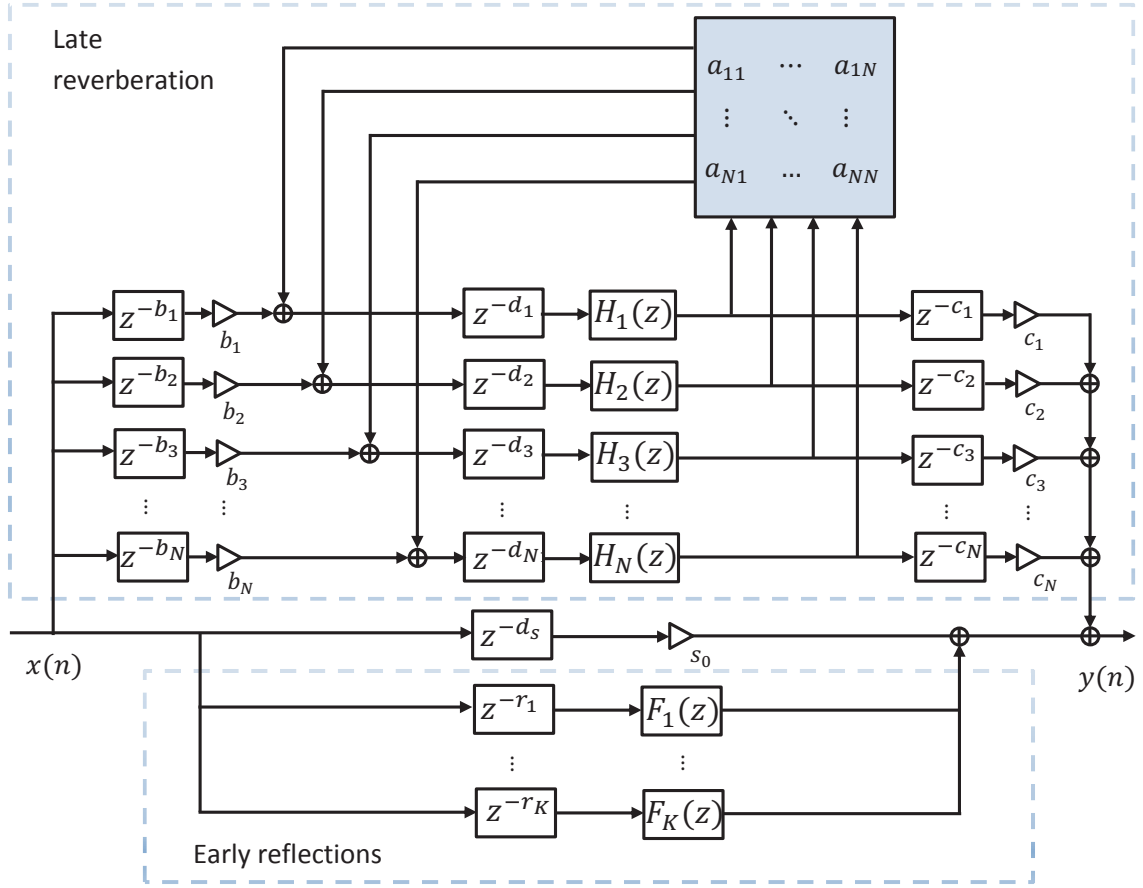 Late
reverberation
a₁₁ ⋯ a₁N
⋮ ⋱ ⋮
aN₁ ... aNN
z^−b₁ b₁ z^−d₁ H₁(z) z^−c₁ c₁
z^−b₂ b₂ z^−d₂ H₂(z) z^−c₂ c₂
z^−b₃ b₃ z^−d₃ H₃(z) z^−c₃ c₃
⋮ ⋮ ⋮ ⋮ ⋮ ⋮
z^−bN bN z^−dN HN(z) z^−cN cN
x(n) z^−dₛ s₀ y(n)
z^−r₁ F₁(z)
⋮ ⋮
z^−rK FK(z)
Early reflections